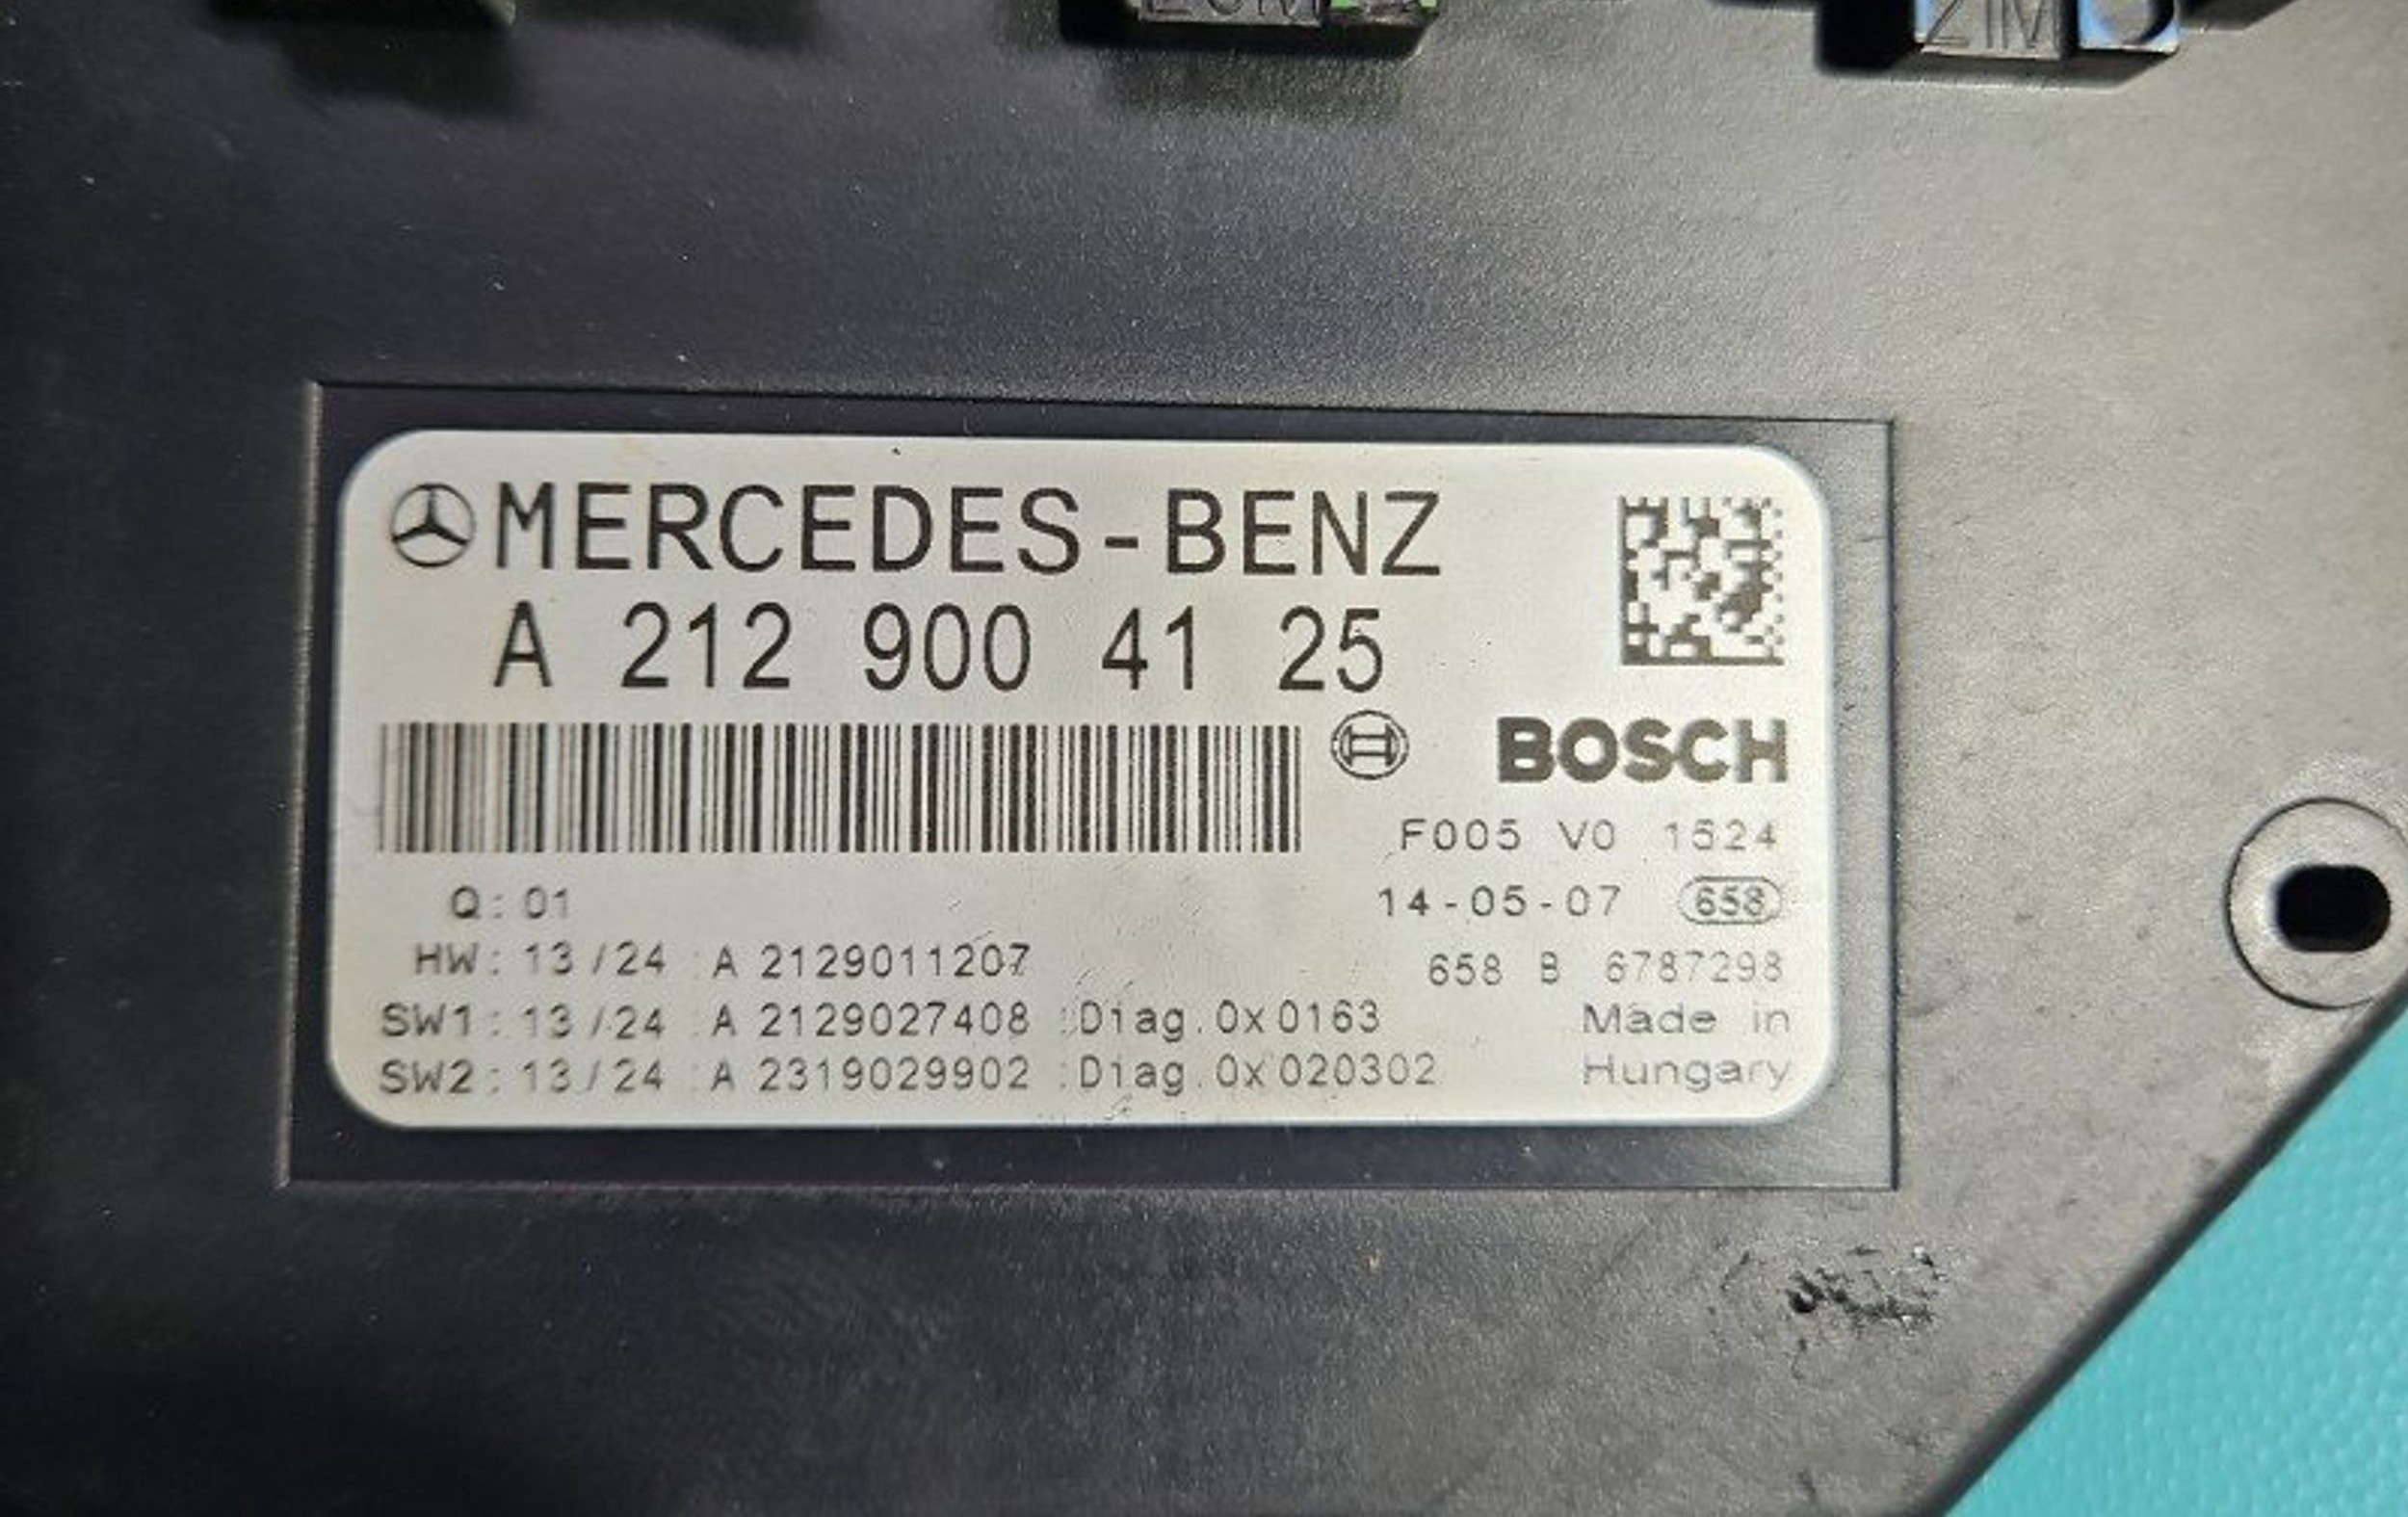 MERCEDES-BENZ
A 212 900 41 25
BOSCH
F005 V0 1524
Q: 01
14-05-07 658
HW: 13/24 A 2129011207
658 B 6787298
SW1: 13/24 A 2129027408 :Diag.0x0163
Made in
SW2: 13/24 A 2319029902 :Diag.0x020302
Hungary